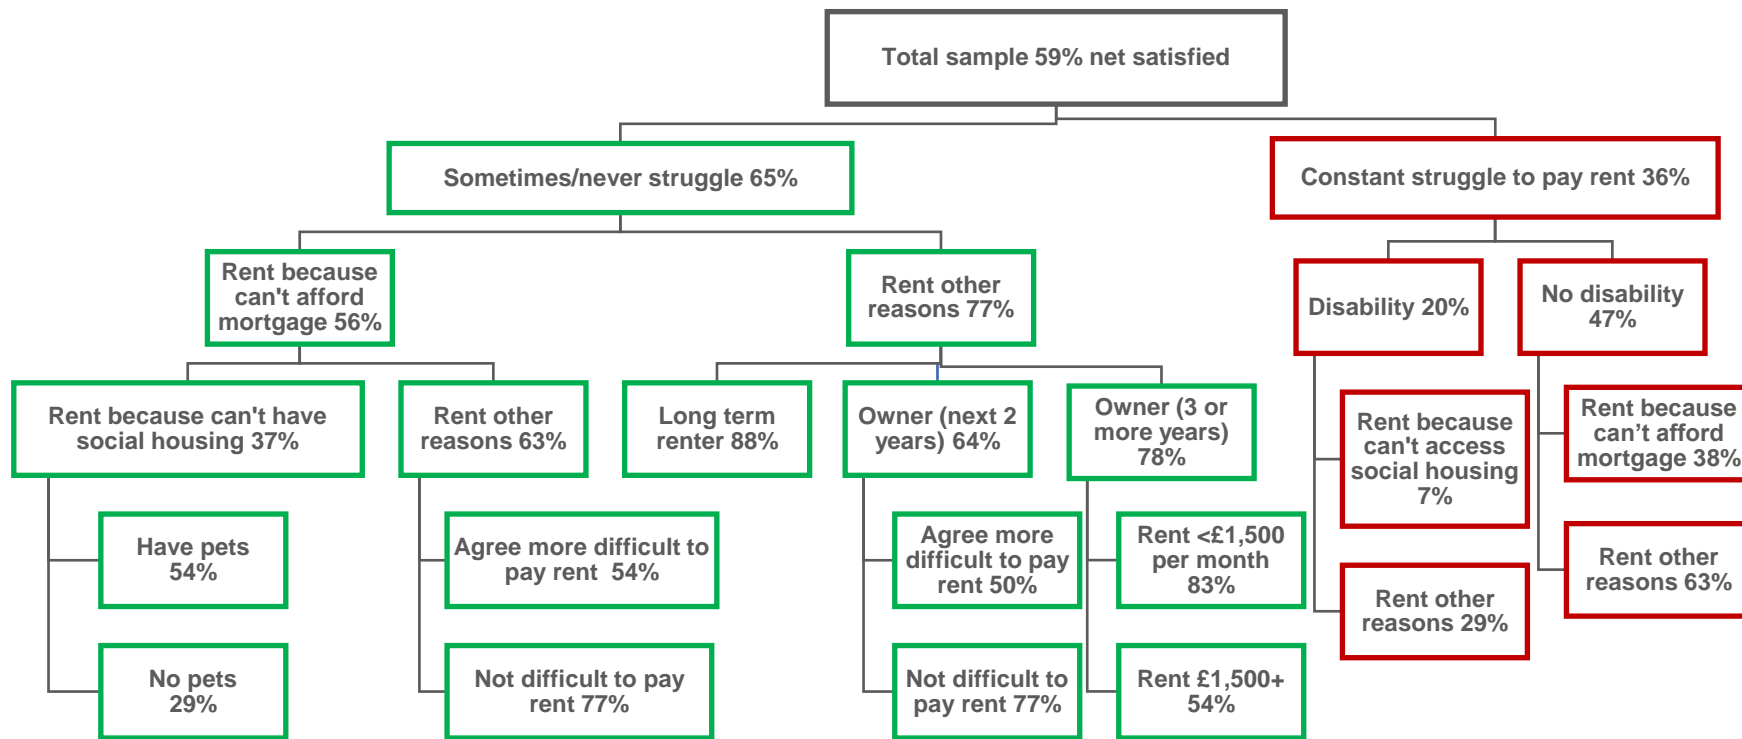 Total sample 59% net satisfied
Sometimes/never struggle 65%
Constant struggle to pay rent 36%
Rent because
can't afford
mortgage 56%
Rent other
reasons 77%
Disability 20%
No disability
47%
Rent because can't have
social housing 37%
Rent other
reasons 63%
Long term
renter 88%
Owner (next 2
years) 64%
Owner (3 or
more years)
78%
Rent because
can't access
social housing
7%
Rent because
can’t afford
mortgage 38%
Have pets
54%
Agree more difficult to
pay rent  54%
Agree more
difficult to pay
rent 50%
Rent <£1,500
per month
83%
Rent other
reasons 29%
Rent other
reasons 63%
No pets
29%
Not difficult to pay
rent 77%
Not difficult to
pay rent 77%
Rent £1,500+
54%